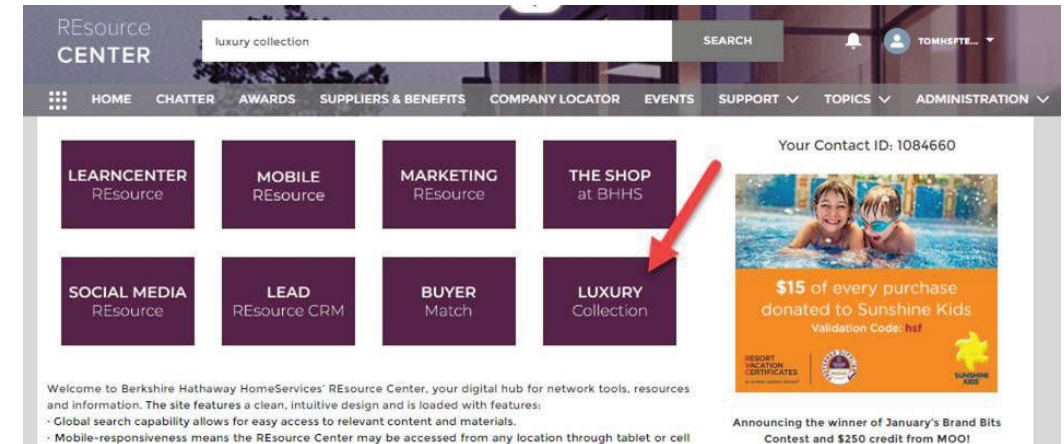 REsource
CENTER
luxury collection
SEARCH
TOMHSFTE...
HOME CHATTER AWARDS SUPPLIERS & BENEFITS COMPANY LOCATOR EVENTS SUPPORT TOPICS ADMINISTRATION
LEARNCENTER
REsource
MOBILE
REsource
MARKETING
REsource
THE SHOP
at BHHS
SOCIAL MEDIA
REsource
LEAD
REsource CRM
BUYER
Match
LUXURY
Collection
Welcome to Berkshire Hathaway HomeServices' REsource Center, your digital hub for network tools, resources
and information. The site features a clean, intuitive design and is loaded with features:
· Global search capability allows for easy access to relevant content and materials.
· Mobile-responsiveness means the REsource Center may be accessed from any location through tablet or cell
Your Contact ID: 1084660
$15 of every purchase
donated to Sunshine Kids
Validation Code: hsf
RESORT
VACATION
CERTIFICATES
SUNSHINE
KIDS
Announcing the winner of January's Brand Bits
Contest and $250 credit from MOO!